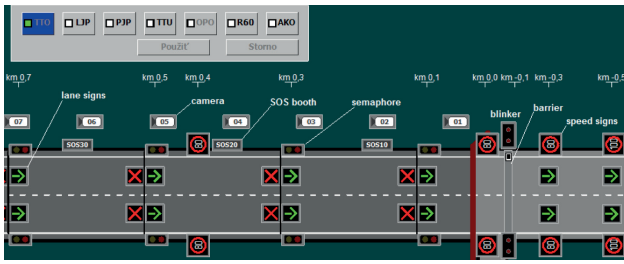 TTO LJP PJP TTU OPO R60 AKO
Použiť Storno
km 0,7 km 0,5 km 0,4 km 0,3 km 0,1 km 0,0 km -0,1 km -0,3 km -0,5
lane signs camera SOS booth semaphore blinker barrier speed signs
07 06 05 04 03 02 01
SOS30 SOS20 SOS10